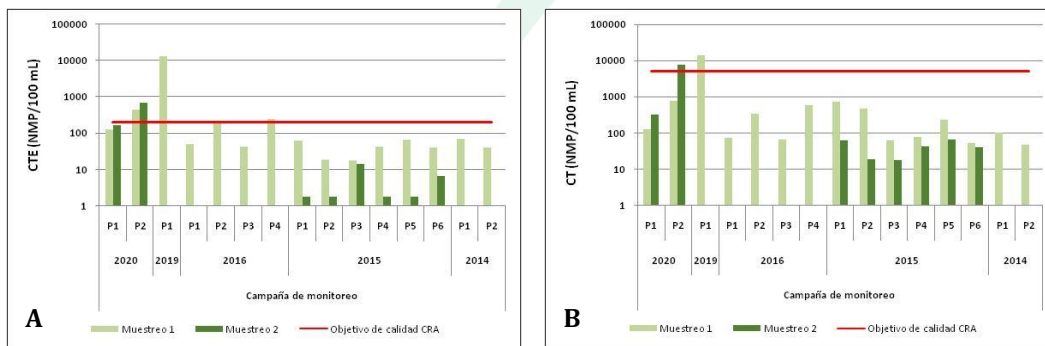 100000
10000
1000
100
10
1
CTE (NMP/100 mL)
P1 P2 P1 P1 P2 P3 P4 P1 P2 P3 P4 P5 P6 P1 P2
2020 2019 2016 2015 2014
Campaña de monitoreo
A
Muestreo 1 Muestreo 2 Objetivo de calidad CRA
100000
10000
1000
100
10
1
CT (NMP/100 mL)
P1 P2 P1 P1 P2 P3 P4 P1 P2 P3 P4 P5 P6 P1 P2
2020 2019 2016 2015 2014
Campaña de monitoreo
B
Muestreo 1 Muestreo 2 Objetivo de calidad CRA